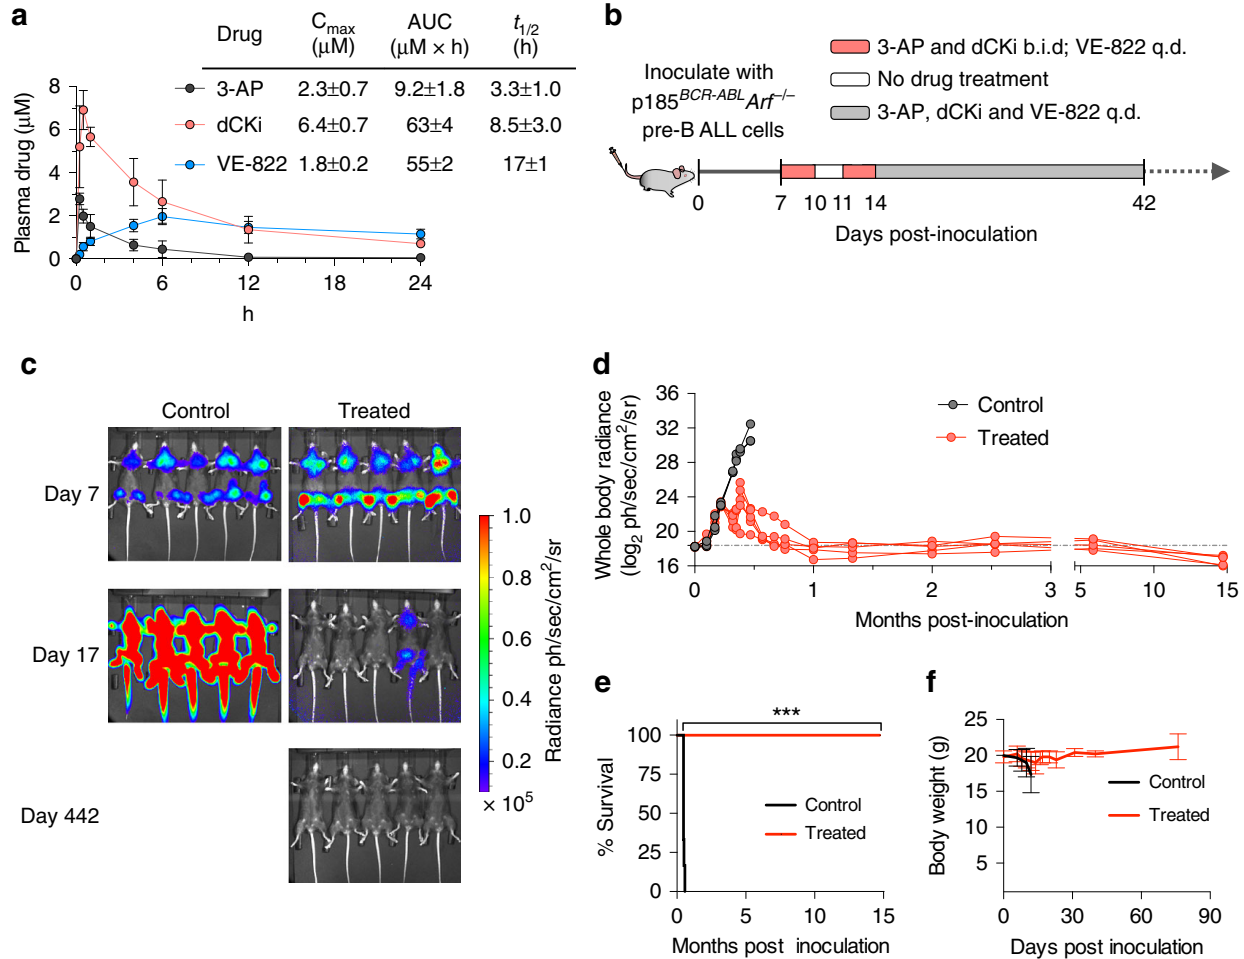 a
Drug
Cmax (μM)
AUC (μM × h)
t1/2 (h)
3-AP 2.3±0.7 9.2±1.8 3.3±1.0
dCKi 6.4±0.7 63±4 8.5±3.0
VE-822 1.8±0.2 55±2 17±1
Plasma drug (μM)
8
6
4
2
0
0 6 12 18 24
h
b
3-AP and dCKi b.i.d; VE-822 q.d.
No drug treatment
3-AP, dCKi and VE-822 q.d.
Inoculate with
p185BCR-ABLArf–/–
pre-B ALL cells
0 7 10 11 14 42
Days post-inoculation
c
Control Treated
Day 7
Day 17
Day 442
1.0
0.8
0.6
0.4
0.2
× 10⁵
Radiance ph/sec/cm²/sr
d
Whole body radiance
(log₂ ph/sec/cm²/sr)
36
32
28
24
20
16
Control
Treated
0 1 2 3 5 10 15
Months post-inoculation
e
% Survival
100
75
50
25
0
***
Control
Treated
0 5 10 15
Months post inoculation
f
Body weight (g)
25
20
15
10
5
Control
Treated
0 30 60 90
Days post inoculation